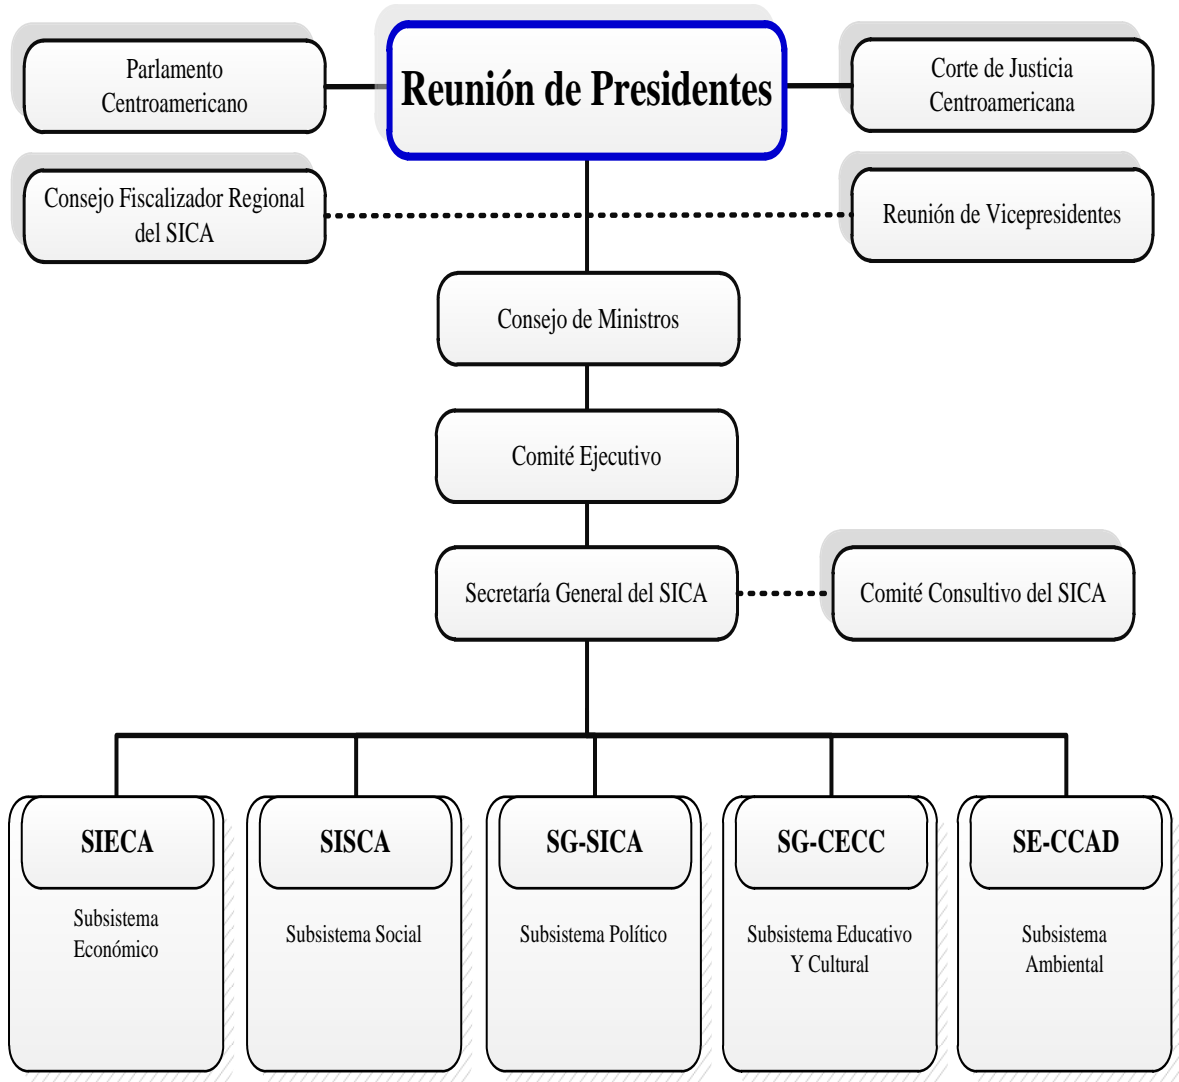 Parlamento
Centroamericano
Reunión de Presidentes
Corte de Justicia
Centroamericana
Consejo Fiscalizador Regional
del SICA
Reunión de Vicepresidentes
Consejo de Ministros
Comité Ejecutivo
Secretaría General del SICA
Comité Consultivo del SICA
SIECA
Subsistema
Económico
SISCA
Subsistema Social
SG-SICA
Subsistema Político
SG-CECC
Subsistema Educativo
Y Cultural
SE-CCAD
Subsistema
Ambiental